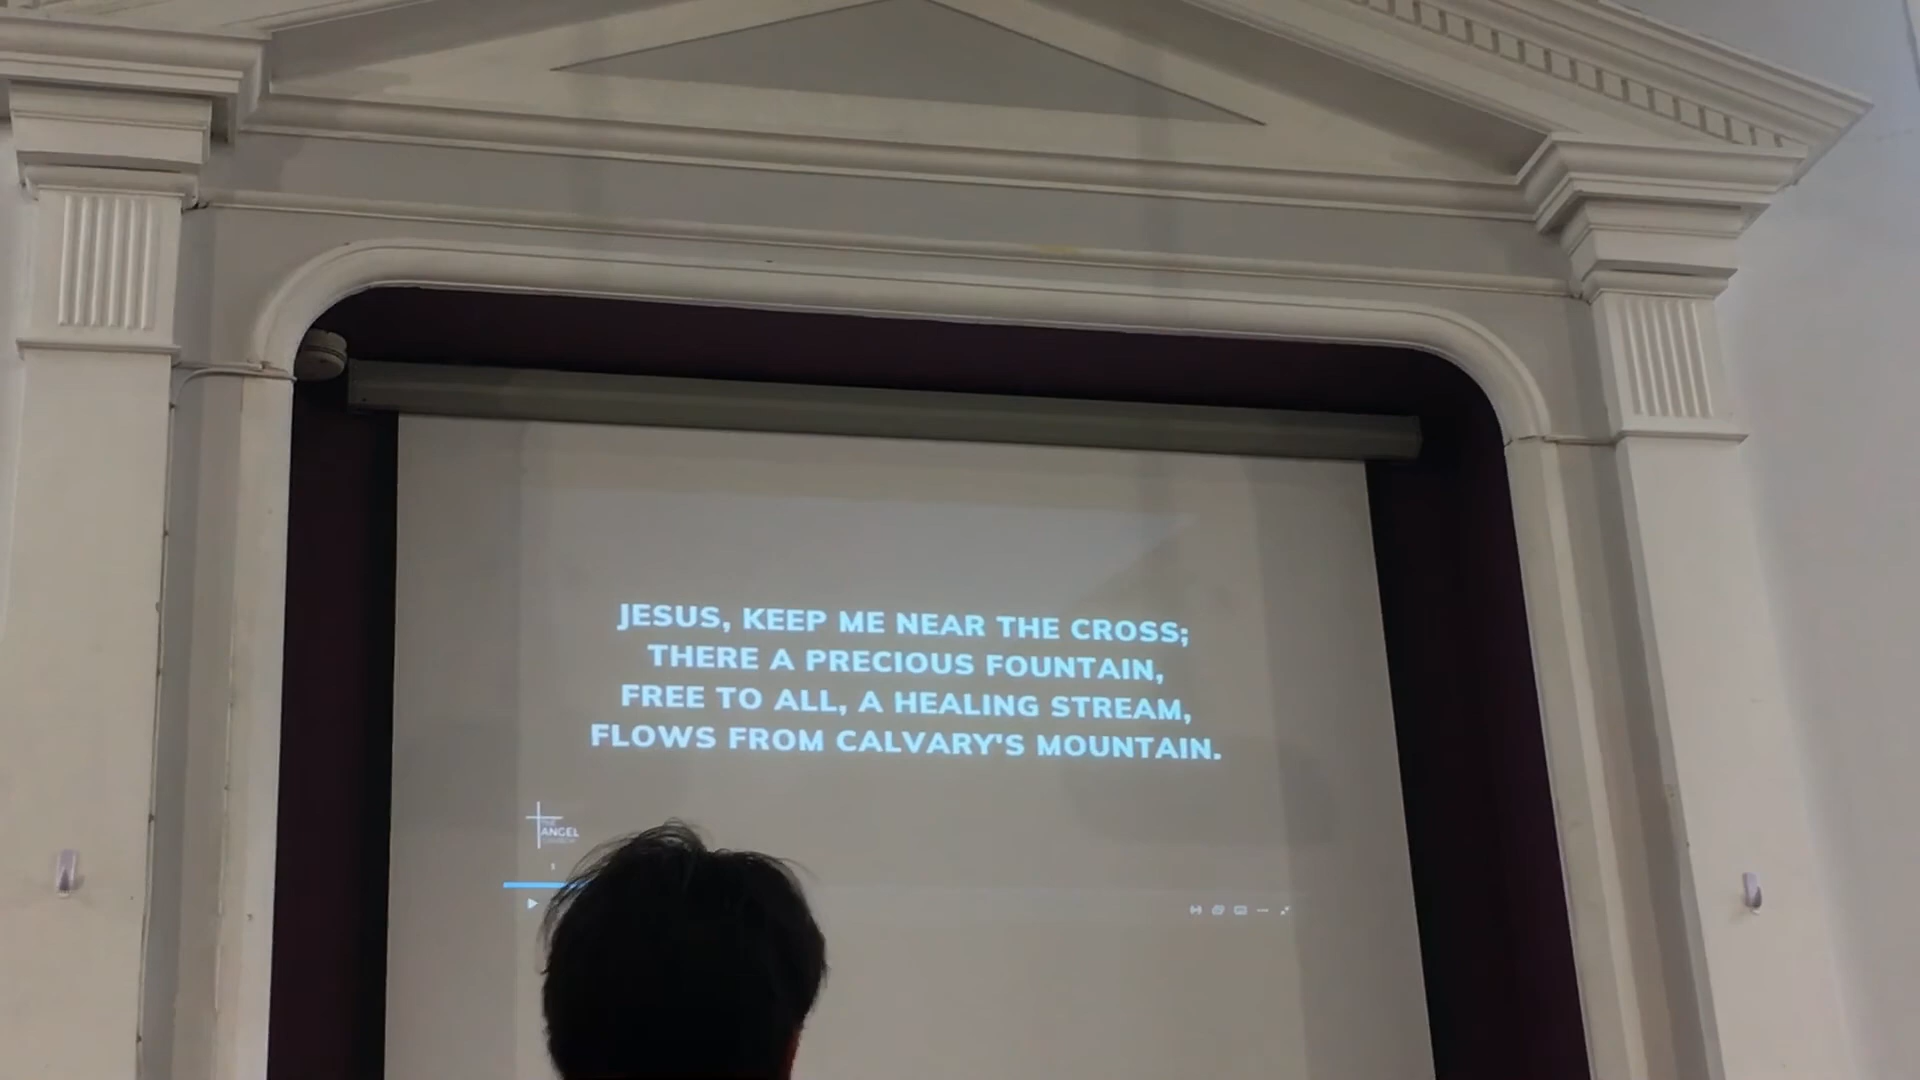 JESUS, KEEP ME NEAR THE CROSS;
THERE A PRECIOUS FOUNTAIN,
FREE TO ALL, A HEALING STREAM,
FLOWS FROM CALVARY'S MOUNTAIN.
THE
ANGEL